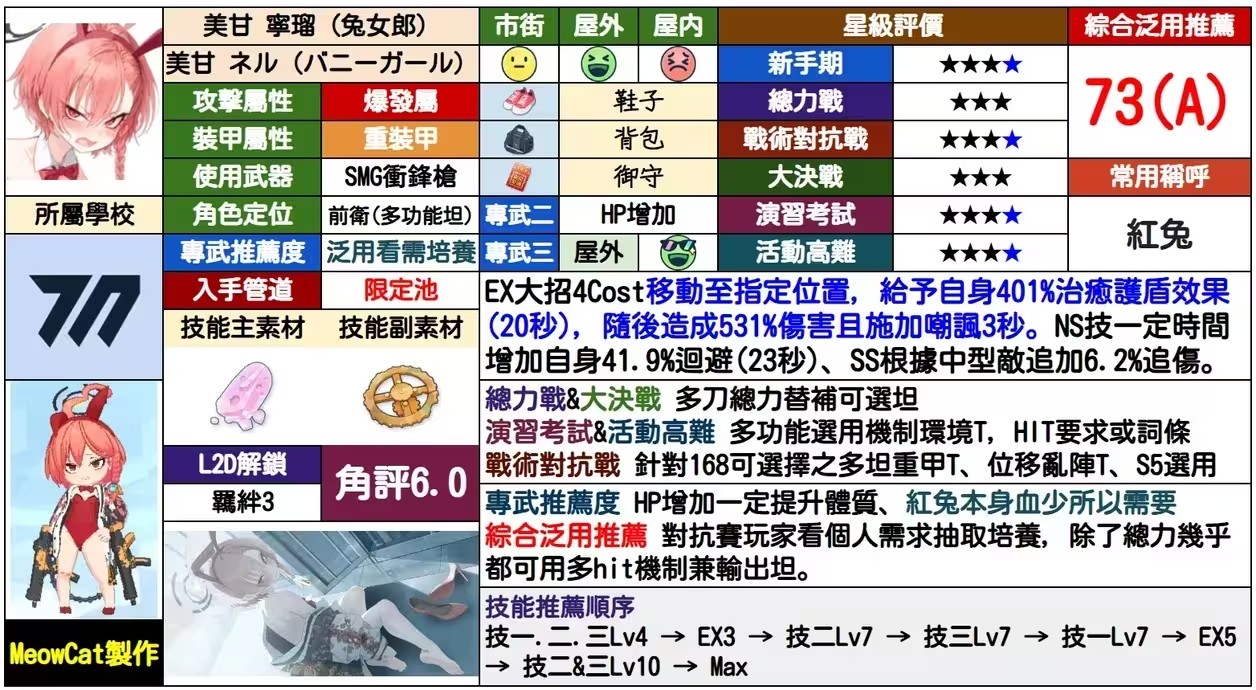 美甘 寧瑠（兔女郎）
美甘 ネル（バニーガール）
攻擊屬性 爆發屬
裝甲屬性 重裝甲
使用武器 SMG衝鋒槍
所屬學校
角色定位 前衛(多功能坦)
專武推薦度 泛用看需培養
入手管道 限定池
技能主素材 技能副素材
L2D解鎖
羈絆3
角評6.0
MeowCat製作
市街 屋外 屋内
鞋子
背包
御守
專武二 HP增加
專武三 屋外
星級評價
新手期 ★★★★
總力戰 ★★★
戰術對抗戰 ★★★★
大決戰 ★★★
演習考試 ★★★★
活動高難 ★★★★
綜合泛用推薦
73(A)
常用稱呼
紅兔
EX大招4Cost移動至指定位置, 給予自身401%治癒護盾效果
(20秒), 隨後造成531%傷害且施加嘲諷3秒。NS技一定時間
增加自身41.9%迴避(23秒)、SS根據中型敵追加6.2%追傷。
總力戰&大決戰 多刀總力替補可選坦
演習考試&活動高難 多功能選用機制環境T, HIT要求或詞條
戰術對抗戰 針對168可選擇之多坦重甲T、位移亂陣T、S5選用
專武推薦度 HP增加一定提升體質、紅兔本身血少所以需要
綜合泛用推薦 對抗賽玩家看個人需求抽取培養, 除了總力幾乎
都可用多hit機制兼輸出坦。
技能推薦順序
技一.二.三Lv4 → EX3 → 技二Lv7 → 技三Lv7 → 技一Lv7 → EX5
→ 技二&三Lv10 → Max